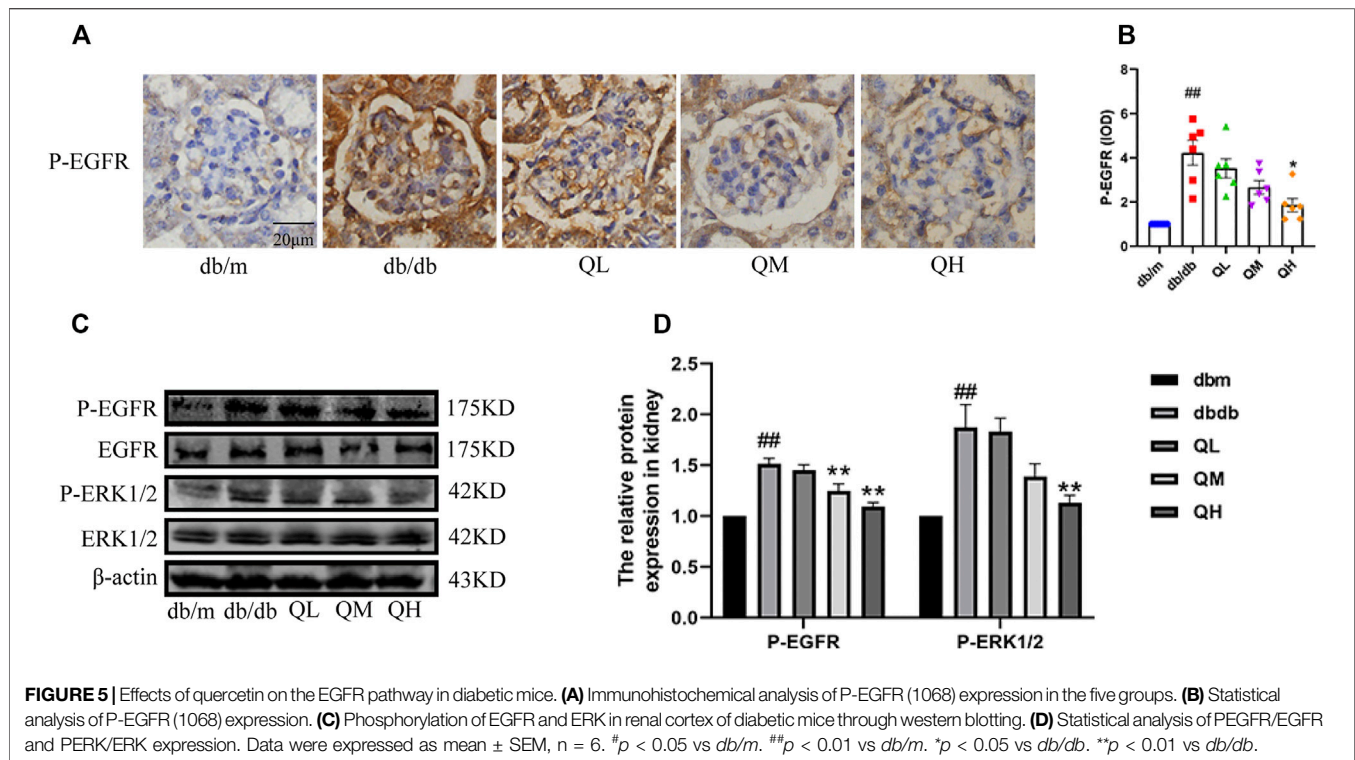 A
P-EGFR
20μm
db/m db/db QL QM QH
B
P-EGFR (IOD)
8
6
4
2
0
##
*
db/m db/db QL QM QH
C
P-EGFR 175KD
EGFR 175KD
P-ERK1/2 42KD
ERK1/2 42KD
β-actin 43KD
db/m db/db QL QM QH
D
The relative protein
expression in kidney
2.5
2.0
1.5
1.0
0.5
0.0
## ** **
## **
P-EGFR P-ERK1/2
dbm
dbdb
QL
QM
QH
FIGURE 5 | Effects of quercetin on the EGFR pathway in diabetic mice. (A) Immunohistochemical analysis of P-EGFR (1068) expression in the five groups. (B) Statistical
analysis of P-EGFR (1068) expression. (C) Phosphorylation of EGFR and ERK in renal cortex of diabetic mice through western blotting. (D) Statistical analysis of PEGFR/EGFR
and PERK/ERK expression. Data were expressed as mean ± SEM, n = 6. #p < 0.05 vs db/m. ##p < 0.01 vs db/m. *p < 0.05 vs db/db. **p < 0.01 vs db/db.